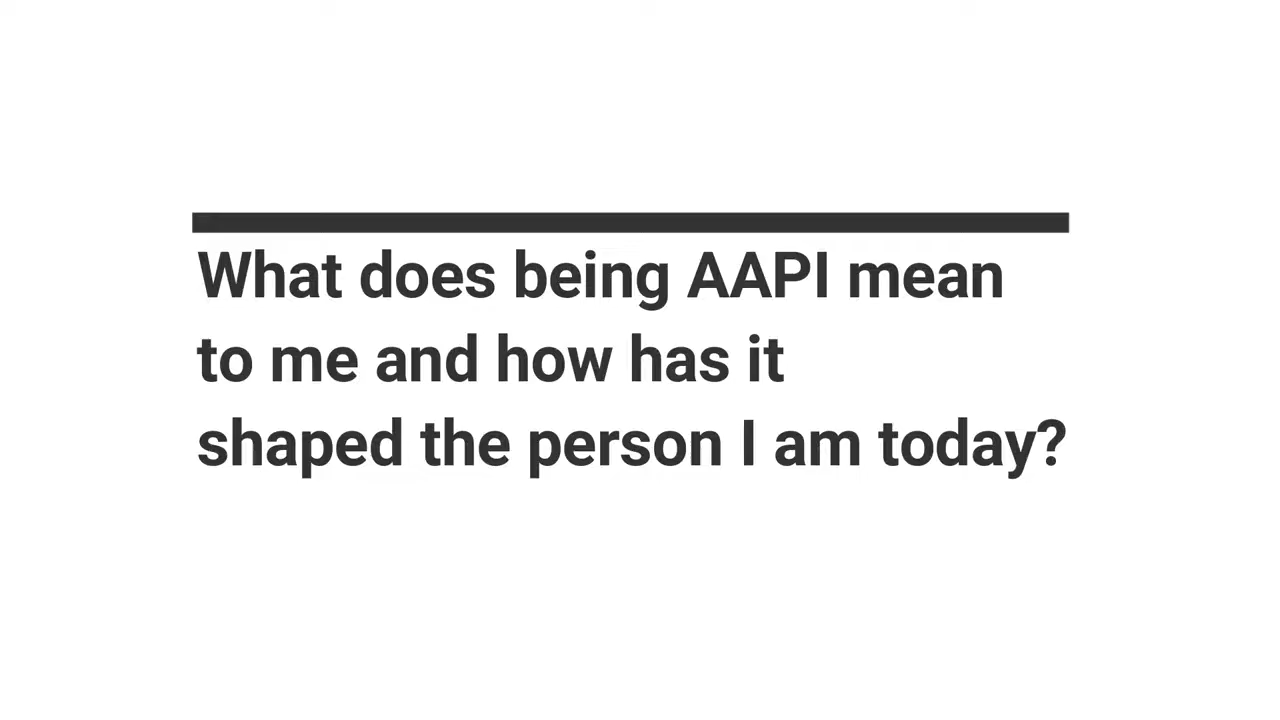 What does being AAPI mean
to me and how has it
shaped the person I am today?